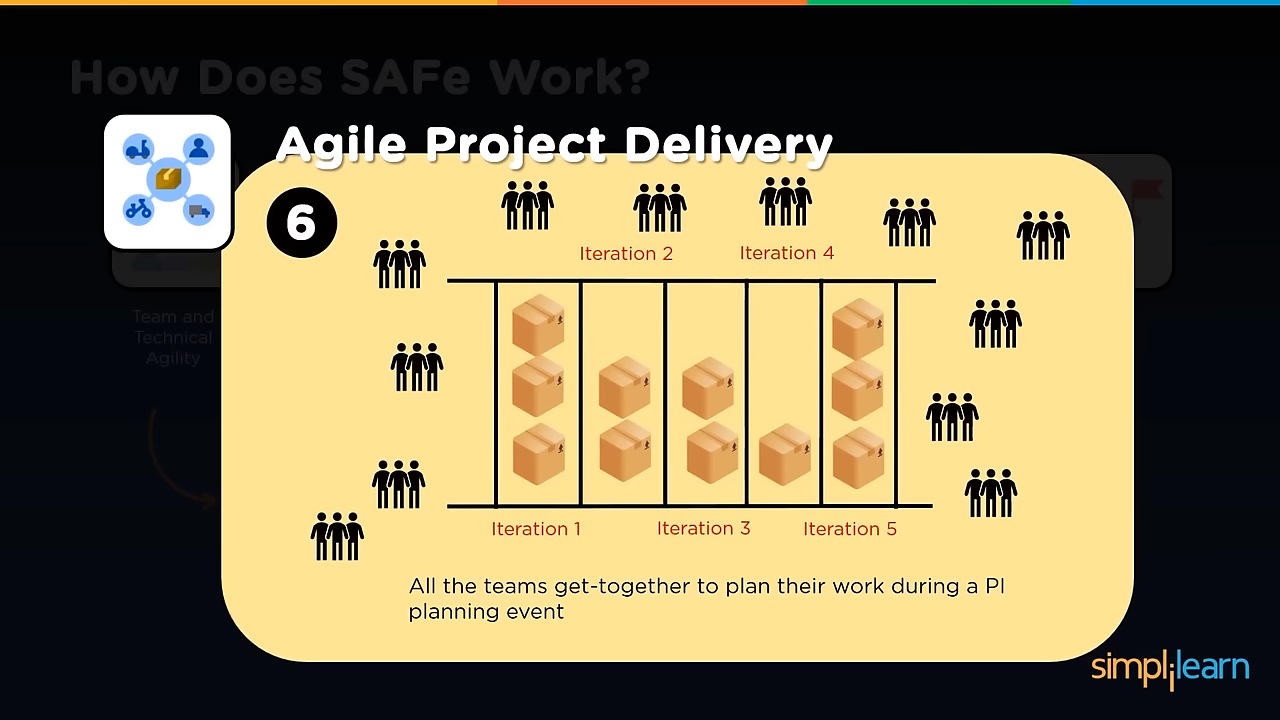 How Does SAFe Work?
Agile Project Delivery
6
Iteration 2
Iteration 4
Team and
Technical
Agility
Iteration 1
Iteration 3
Iteration 5
All the teams get-together to plan their work during a PI
planning event
simplilearn